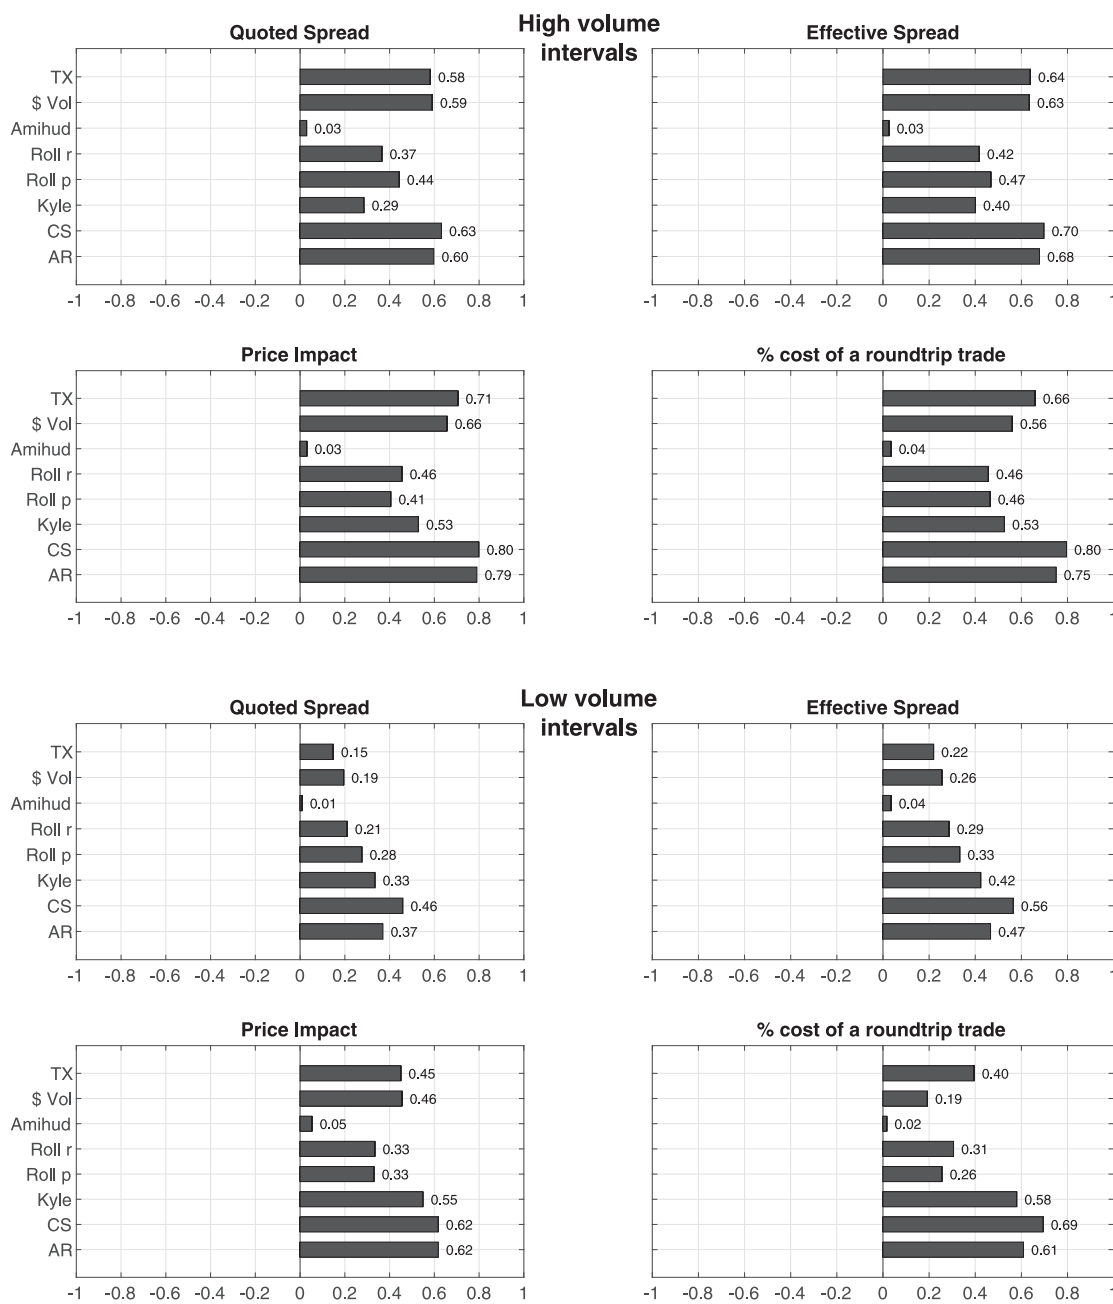 High volume
intervals
Quoted Spread
TX 0.58
$ Vol 0.59
Amihud 0.03
Roll r 0.37
Roll p 0.44
Kyle 0.29
CS 0.63
AR 0.60
-1 -0.8 -0.6 -0.4 -0.2 0 0.2 0.4 0.6 0.8 1
Effective Spread
0.64
0.63
0.03
0.42
0.47
0.40
0.70
0.68
-1 -0.8 -0.6 -0.4 -0.2 0 0.2 0.4 0.6 0.8 1
Price Impact
TX 0.71
$ Vol 0.66
Amihud 0.03
Roll r 0.46
Roll p 0.41
Kyle 0.53
CS 0.80
AR 0.79
-1 -0.8 -0.6 -0.4 -0.2 0 0.2 0.4 0.6 0.8 1
% cost of a roundtrip trade
0.66
0.56
0.04
0.46
0.46
0.53
0.80
0.75
-1 -0.8 -0.6 -0.4 -0.2 0 0.2 0.4 0.6 0.8 1
Low volume
intervals
Quoted Spread
TX 0.15
$ Vol 0.19
Amihud 0.01
Roll r 0.21
Roll p 0.28
Kyle 0.33
CS 0.46
AR 0.37
-1 -0.8 -0.6 -0.4 -0.2 0 0.2 0.4 0.6 0.8 1
Effective Spread
0.22
0.26
0.04
0.29
0.33
0.42
0.56
0.47
-1 -0.8 -0.6 -0.4 -0.2 0 0.2 0.4 0.6 0.8 1
Price Impact
TX 0.45
$ Vol 0.46
Amihud 0.05
Roll r 0.33
Roll p 0.33
Kyle 0.55
CS 0.62
AR 0.62
-1 -0.8 -0.6 -0.4 -0.2 0 0.2 0.4 0.6 0.8 1
% cost of a roundtrip trade
0.40
0.19
0.02
0.31
0.26
0.58
0.69
0.61
-1 -0.8 -0.6 -0.4 -0.2 0 0.2 0.4 0.6 0.8 1